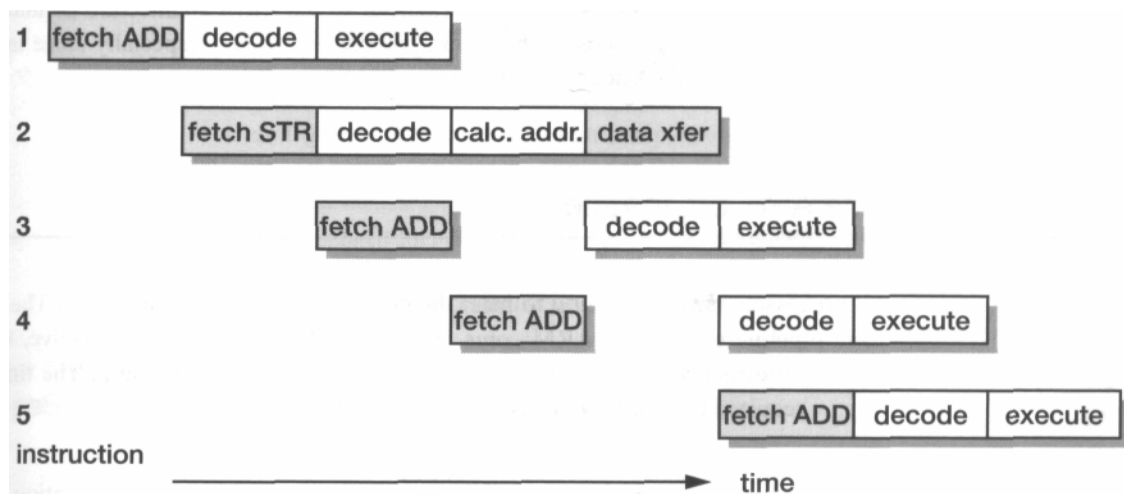 1 fetch ADD decode execute
2 fetch STR decode calc. addr. data xfer
3 fetch ADD decode execute
4 fetch ADD decode execute
5 fetch ADD decode execute
instruction
time